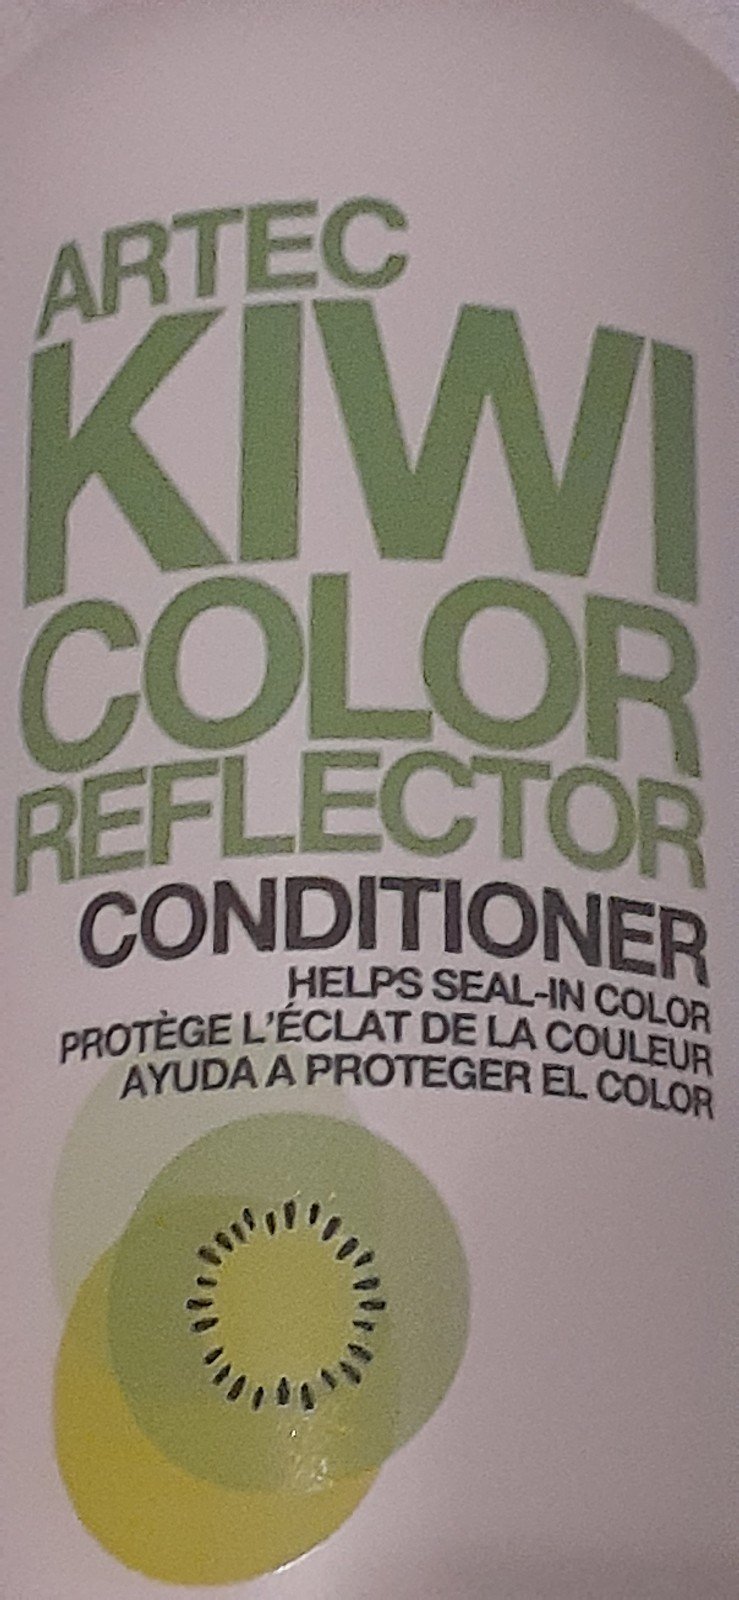 ARTEC
KIWI
COLOR
REFLECTOR
CONDITIONER
HELPS SEAL-IN COLOR
PROTÈGE L'ÉCLAT DE LA COULEUR
AYUDA A PROTEGER EL COLOR